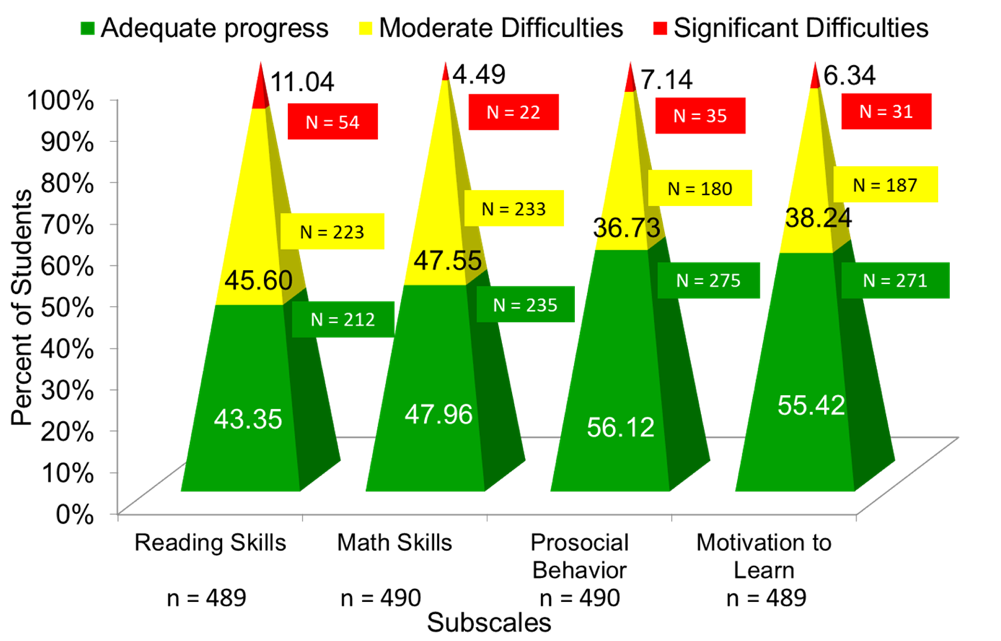 Adequate progress Moderate Difficulties Significant Difficulties
11.04 4.49 7.14 6.34
100%
N = 54 N = 22 N = 35 N = 31
90%
80%
N = 223 N = 233 N = 180 N = 187
70%
45.60 47.55 36.73 38.24
60%
50%
N = 212 N = 235 N = 275 N = 271
40%
30%
43.35 47.96 56.12 55.42
20%
10%
0%
Percent of Students
Reading Skills Math Skills Prosocial Motivation to
Behavior Learn
n = 489 n = 490 n = 490 n = 489
Subscales